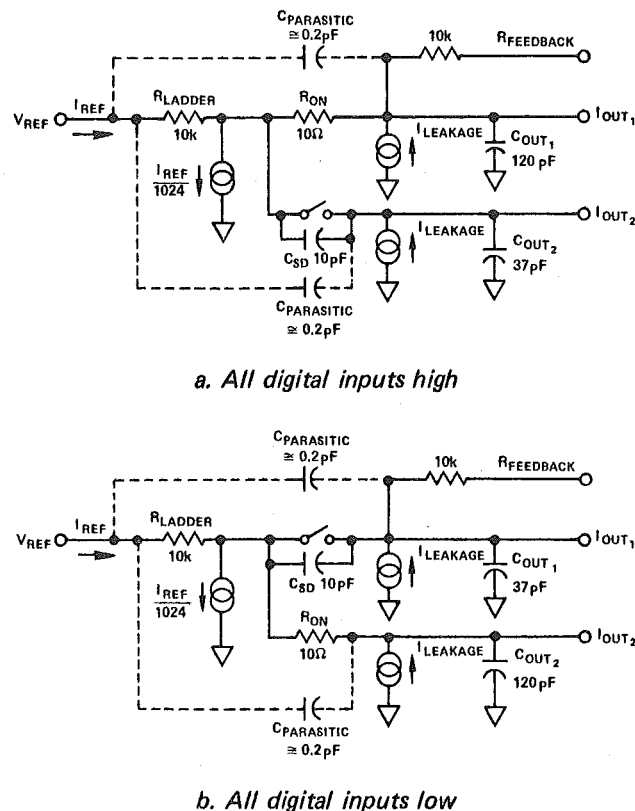 CPARASITIC
≅ 0.2pF
10k
RFEEDBACK
IREF
RLADDER
RON
VREF
10k
10Ω
ILEAKAGE
COUT1
120 pF
IOUT1
IREF
1024
IOUT2
CSD 10pF
ILEAKAGE
COUT2
37pF
CPARASITIC
≅ 0.2pF
a. All digital inputs high
CPARASITIC
≅ 0.2pF
10k
RFEEDBACK
IREF
RLADDER
VREF
10k
IOUT1
CSD 10pF
ILEAKAGE
COUT1
37pF
IREF
1024
RON
10Ω
IOUT2
ILEAKAGE
COUT2
120pF
CPARASITIC
≅ 0.2pF
b. All digital inputs low